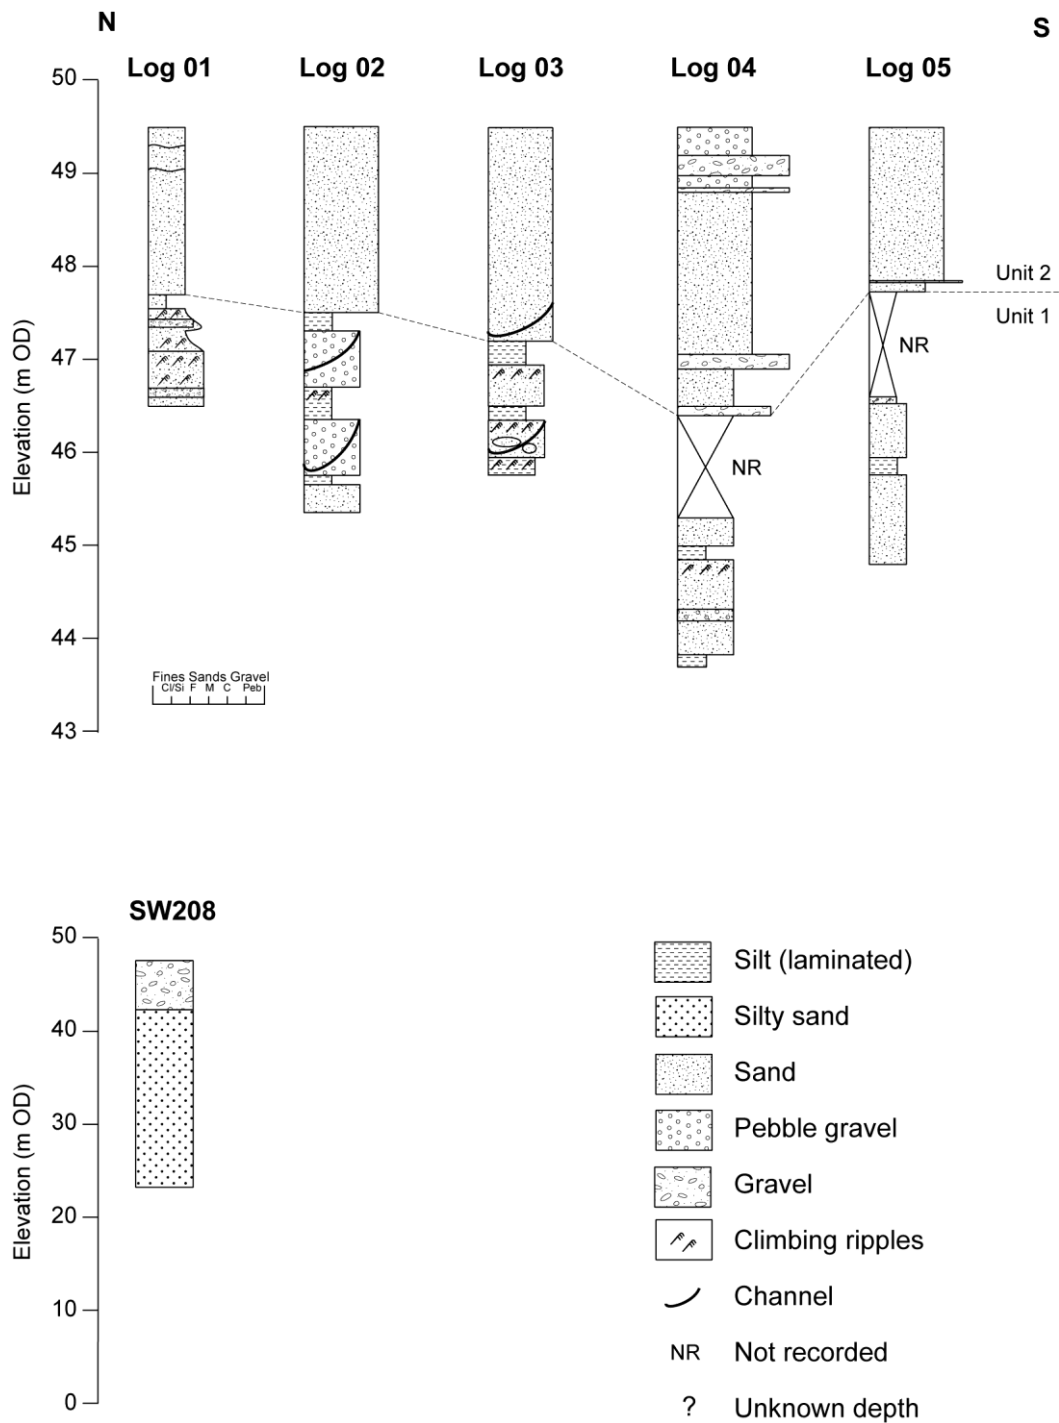 N
S
Log 01
Log 02
Log 03
Log 04
Log 05
50
49
48
47
46
45
44
43
Elevation (m OD)
Unit 2
Unit 1
NR
NR
Fines Sands Gravel
Cl/Si F M C Peb
SW208
50
40
30
20
10
0
Elevation (m OD)
Silt (laminated)
Silty sand
Sand
Pebble gravel
Gravel
Climbing ripples
Channel
NR Not recorded
? Unknown depth